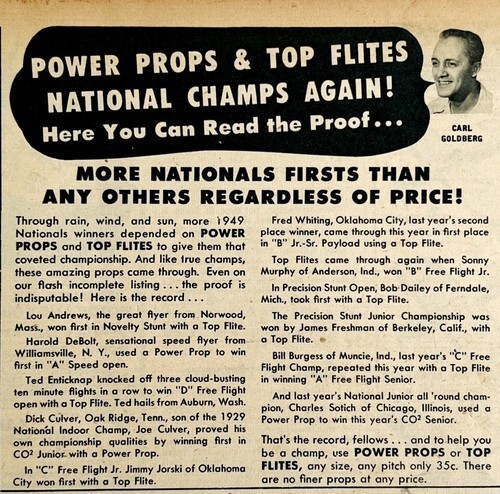 POWER PROPS & TOP FLITES
NATIONAL CHAMPS AGAIN!
Here You Can Read the Proof...
CARL
GOLDBERG
MORE NATIONALS FIRSTS THAN
ANY OTHERS REGARDLESS OF PRICE!
Through rain, wind, and sun, more 1949
Nationals winners depended on POWER
PROPS and TOP FLITES to give them that
coveted championship. And like true champs,
these amazing props came through. Even on
our flash incomplete listing ... the proof is
indisputable! Here is the record ...
Lou Andrews, the great flyer from Norwood,
Mass., won first in Novelty Stunt with a Top Flite.
Harold DeBolt, sensational speed flyer from
Williamsville, N. Y., used a Power Prop to win
first in "A" Speed open.
Ted Enticknap knocked off three cloud-busting
ten minute flights in a row to win "D" Free Flight
open with a Top Flite. Ted hails from Auburn, Wash.
Dick Culver, Oak Ridge, Tenn., son of the 1929
National Indoor Champ, Joe Culver, proved his
own championship qualities by winning first in
CO² Junior with a Power Prop.
In "C" Free Flight Jr. Jimmy Jorski of Oklahoma
City won first with a Top Flite.
Fred Whiting, Oklahoma City, last year's second
place winner, came through this year in first place
in "B" Jr.-Sr. Payload using a Top Flite.
Top Flites came through again when Sonny
Murphy of Anderson, Ind., won "B" Free Flight Jr.
In Precision Stunt Open, Bob Dailey of Ferndale,
Mich., took first with a Top Flite.
The Precision Stunt Junior Championship was
won by James Freshman of Berkeley, Calif., with
a Top Flite.
Bill Burgess of Muncie, Ind., last year's "C" Free
Flight Champ, repeated this year with a Top Flite
in winning "A" Free Flight Senior.
And last year's National Junior all 'round cham-
pion, Charles Sotich of Chicago, Illinois, used a
Power Prop to win this year's CO² Senior.
That's the record, fellows ... and to help you
be a champ, use POWER PROPS or TOP
FLITES, any size, any pitch only 35c. There
are no finer props at any price.